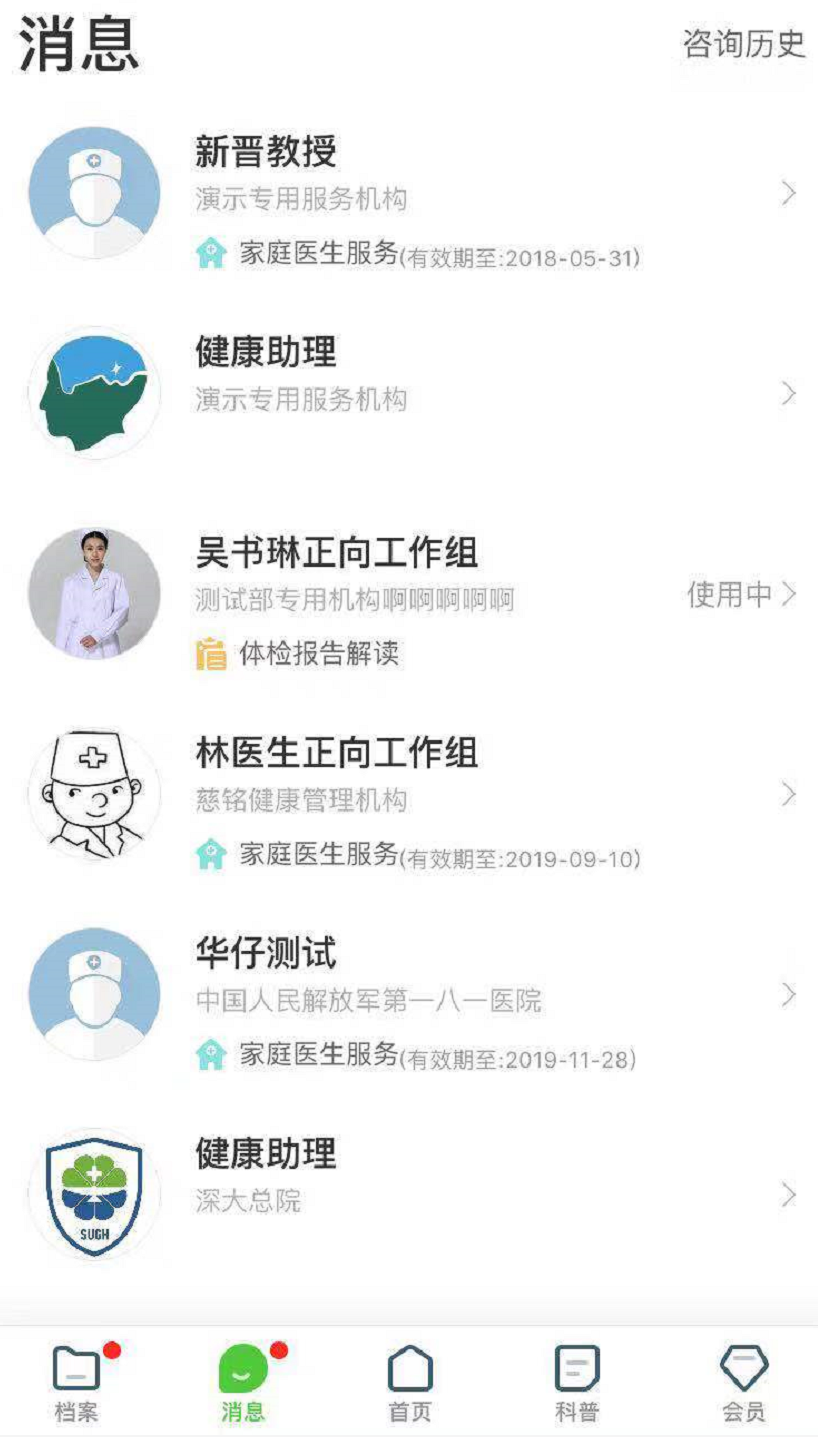 消息
咨询历史
新晋教授
演示专用服务机构
家庭医生服务(有效期至:2018-05-31)
健康助理
演示专用服务机构
吴书琳正向工作组
测试部专用机构啊啊啊啊啊
使用中
体检报告解读
林医生正向工作组
慈铭健康管理机构
家庭医生服务(有效期至:2019-09-10)
华仔测试
中国人民解放军第一八一医院
家庭医生服务(有效期至:2019-11-28)
健康助理
深大总院
SUGH
档案
消息
首页
科普
会员